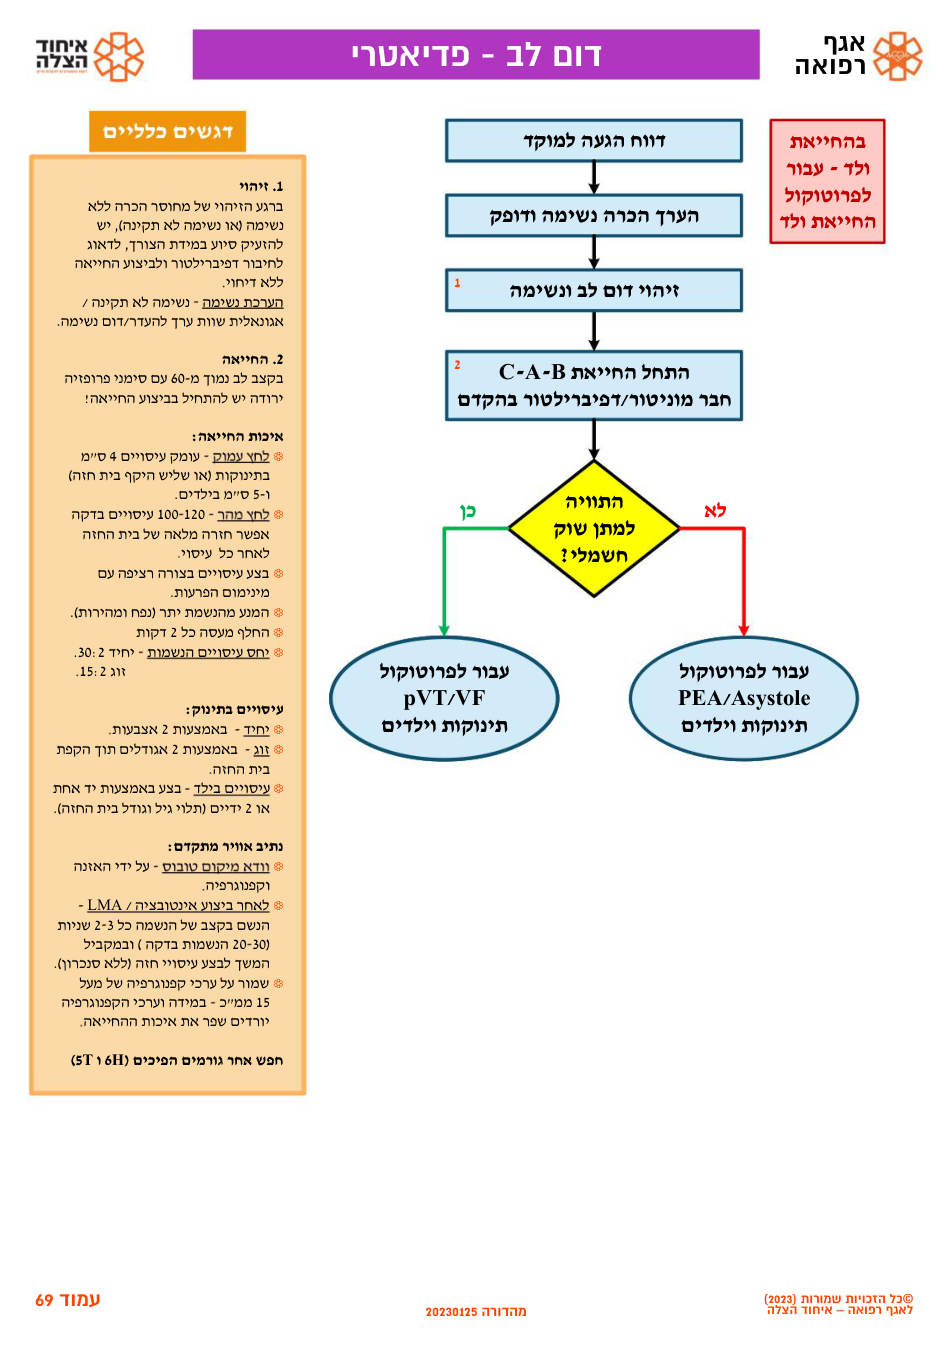 אגף
רפואה
דום לב - פדיאטרי
איחוד
הצלה
בהחייאת
ולד - עבור
לפרוטוקול
החייאת ולד
דווח הגעה למוקד
הערך הכרה נשימה ודופק
1
זיהוי דום לב ונשימה
2
התחל החייאת C-A-B
חבר מוניטור/דפיברילטור בהקדם
התוויה
למתן שוק
חשמלי?
לא
כן
עבור לפרוטוקול
PEA/Asystole
תינוקות וילדים
עבור לפרוטוקול
pVT/VF
תינוקות וילדים
דגשים כלליים
1. זיהוי
ברגע הזיהוי של מחוסר הכרה ללא
נשימה (או נשימה לא תקינה), יש
להזעיק סיוע במידת הצורך, לדאוג
לחיבור דפיברילטור ולביצוע החייאה
ללא דיחוי.
הערכת נשימה - נשימה לא תקינה /
אגונאלית שוות ערך להעדר/דום נשימה.
2. החייאה
בקצב לב נמוך מ-60 עם סימני פרופזיה
ירודה יש להתחיל בביצוע החייאה!
איכות החייאה:
לחץ עמוק - עומק עיסויים 4 ס״מ
בתינוקות (או שליש היקף בית חזה)
ו-5 ס״מ בילדים.
לחץ מהר - 100-120 עיסויים בדקה
אפשר חזרה מלאה של בית החזה
לאחר כל עיסוי.
בצע עיסויים בצורה רציפה עם
מינימום הפרעות.
המנע מהנשמת יתר (נפח ומהירות).
החלף מעסה כל 2 דקות
יחס עיסויים הנשמות - יחיד 30:2.
זוג 15:2.
עיסויים בתינוק:
יחיד - באמצעות 2 אצבעות.
זוג - באמצעות 2 אגודלים תוך הקפת
בית החזה.
עיסויים בילד - בצע באמצעות יד אחת
או 2 ידיים (תלוי גיל וגודל בית החזה).
נתיב אוויר מתקדם:
וודא מיקום טובוס - על ידי האזנה
וקפנוגרפיה.
לאחר ביצוע אינטובציה / LMA -
הנשם בקצב של הנשמה כל 2-3 שניות
(20-30 הנשמות בדקה ) ובמקביל
המשך לבצע עיסויי חזה (ללא סנכרון).
שמור על ערכי קפנוגרפיה של מעל
15 ממ״כ - במידה וערכי הקפנוגרפיה
יורדים שפר את איכות ההחייאה.
חפש אחר גורמים הפיכים (6H ו 5T)
©כל הזכויות שמורות (2023)
לאגף רפואה – איחוד הצלה
מהדורה 20230125
עמוד 69